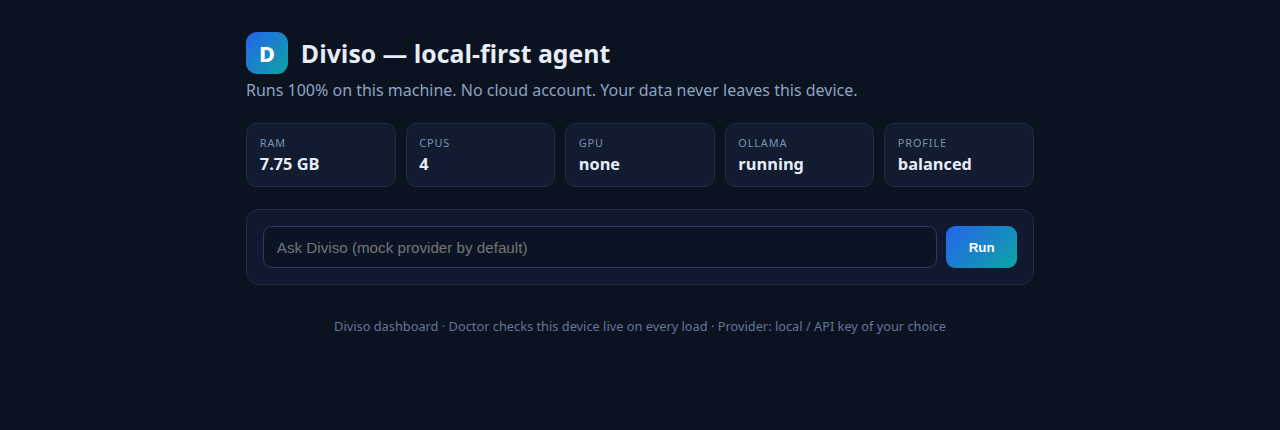 D
Diviso — local-first agent
Runs 100% on this machine. No cloud account. Your data never leaves this device.
RAM
7.75 GB
CPUS
4
GPU
none
OLLAMA
running
PROFILE
balanced
Ask Diviso (mock provider by default)
Run
Diviso dashboard · Doctor checks this device live on every load · Provider: local / API key of your choice